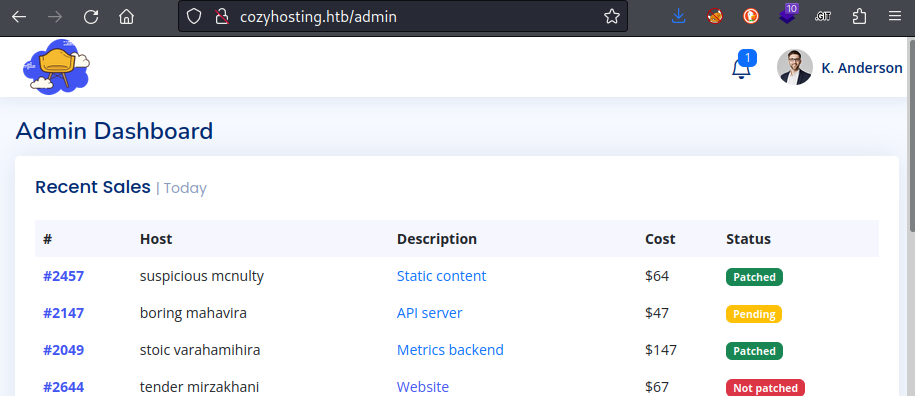 cozyhosting.htb/admin
10
.GIT
1
K. Anderson
Admin Dashboard
Recent Sales | Today
# Host Description Cost Status
#2457 suspicious mcnulty Static content $64 Patched
#2147 boring mahavira API server $47 Pending
#2049 stoic varahamihira Metrics backend $147 Patched
#2644 tender mirzakhani Website $67 Not patched